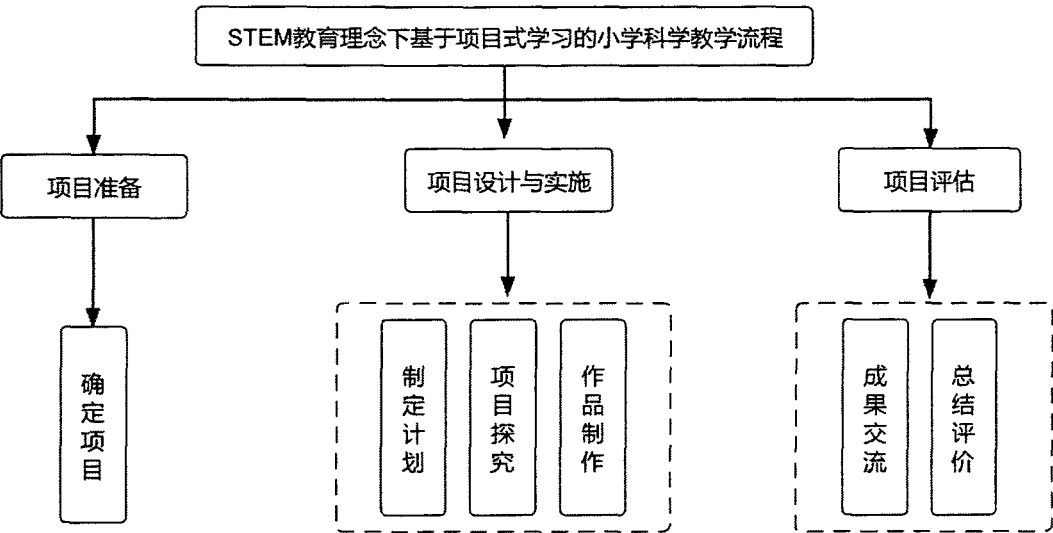 STEM教育理念下基于项目式学习的小学科学教学流程
项目准备
项目设计与实施
项目评估
确定项目
制定计划
项目探究
作品制作
成果交流
总结评价